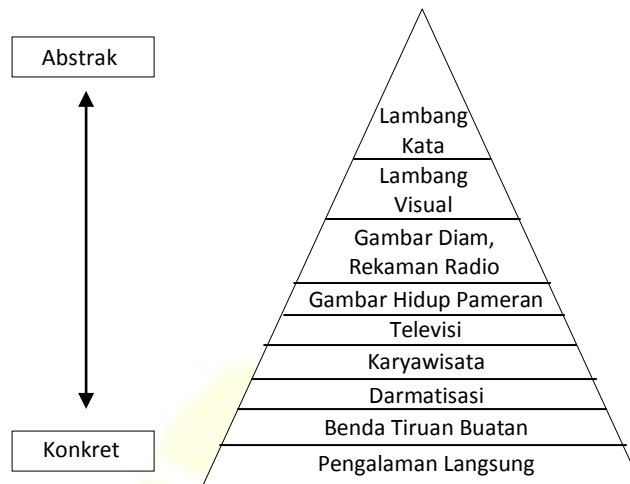 Abstrak
Lambang
Kata
Lambang
Visual
Gambar Diam,
Rekaman Radio
Gambar Hidup Pameran
Televisi
Karyawisata
Darmatisasi
Benda Tiruan Buatan
Konkret
Pengalaman Langsung